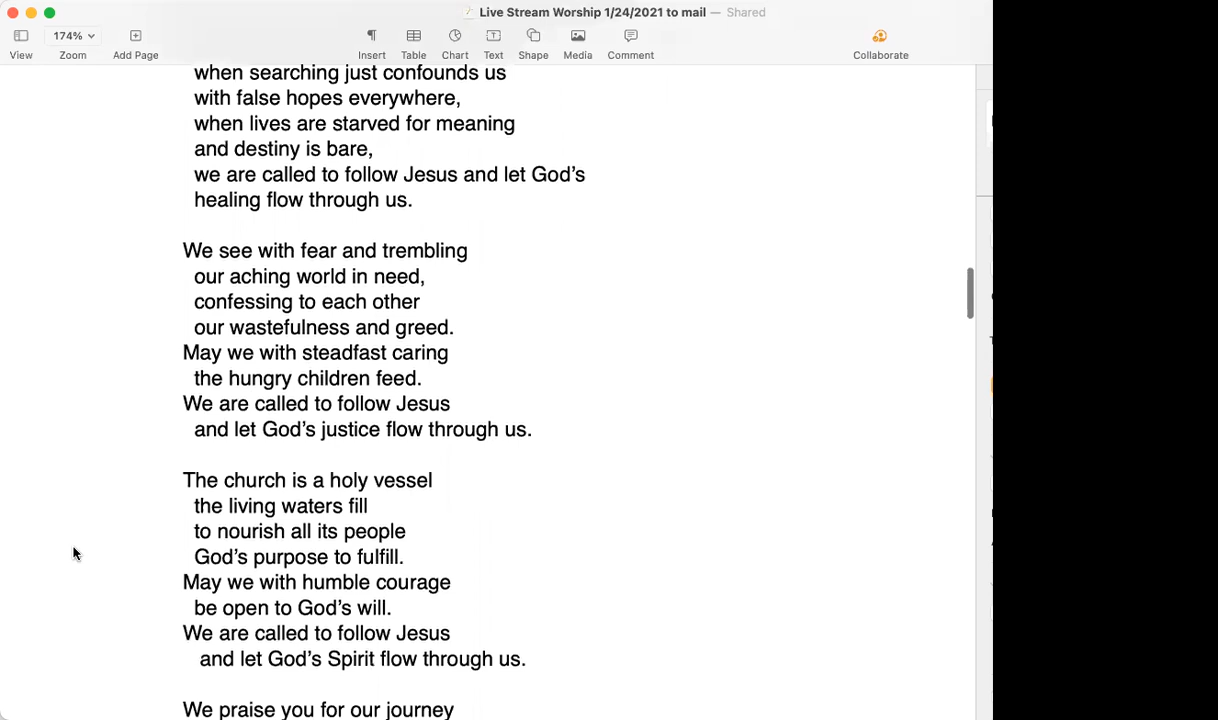 Live Stream Worship 1/24/2021 to mail — Shared
174%
View Zoom Add Page Insert Table Chart Text Shape Media Comment Collaborate
when searching just confounds us
with false hopes everywhere,
when lives are starved for meaning
and destiny is bare,
we are called to follow Jesus and let God’s
healing flow through us.
We see with fear and trembling
our aching world in need,
confessing to each other
our wastefulness and greed.
May we with steadfast caring
the hungry children feed.
We are called to follow Jesus
and let God’s justice flow through us.
The church is a holy vessel
the living waters fill
to nourish all its people
God’s purpose to fulfill.
May we with humble courage
be open to God’s will.
We are called to follow Jesus
and let God’s Spirit flow through us.
We praise you for our journey